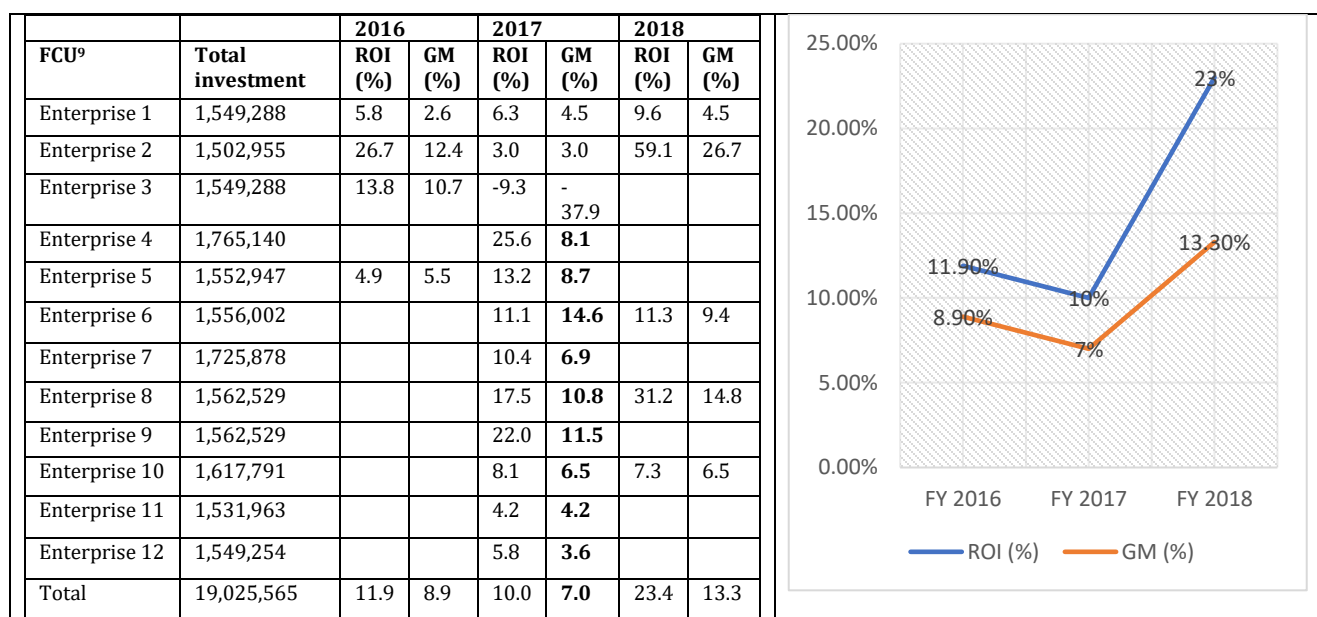 2016 2017 2018
FCU⁹ Total investment ROI (%) GM (%) ROI (%) GM (%) ROI (%) GM (%)
Enterprise 1 1,549,288 5.8 2.6 6.3 4.5 9.6 4.5
Enterprise 2 1,502,955 26.7 12.4 3.0 3.0 59.1 26.7
Enterprise 3 1,549,288 13.8 10.7 -9.3 -37.9
Enterprise 4 1,765,140 25.6 8.1
Enterprise 5 1,552,947 4.9 5.5 13.2 8.7
Enterprise 6 1,556,002 11.1 14.6 11.3 9.4
Enterprise 7 1,725,878 10.4 6.9
Enterprise 8 1,562,529 17.5 10.8 31.2 14.8
Enterprise 9 1,562,529 22.0 11.5
Enterprise 10 1,617,791 8.1 6.5 7.3 6.5
Enterprise 11 1,531,963 4.2 4.2
Enterprise 12 1,549,254 5.8 3.6
Total 19,025,565 11.9 8.9 10.0 7.0 23.4 13.3
25.00%
20.00%
15.00%
10.00%
5.00%
0.00%
23%
13.30%
11.90%
10%
8.90%
7%
FY 2016 FY 2017 FY 2018
ROI (%) GM (%)